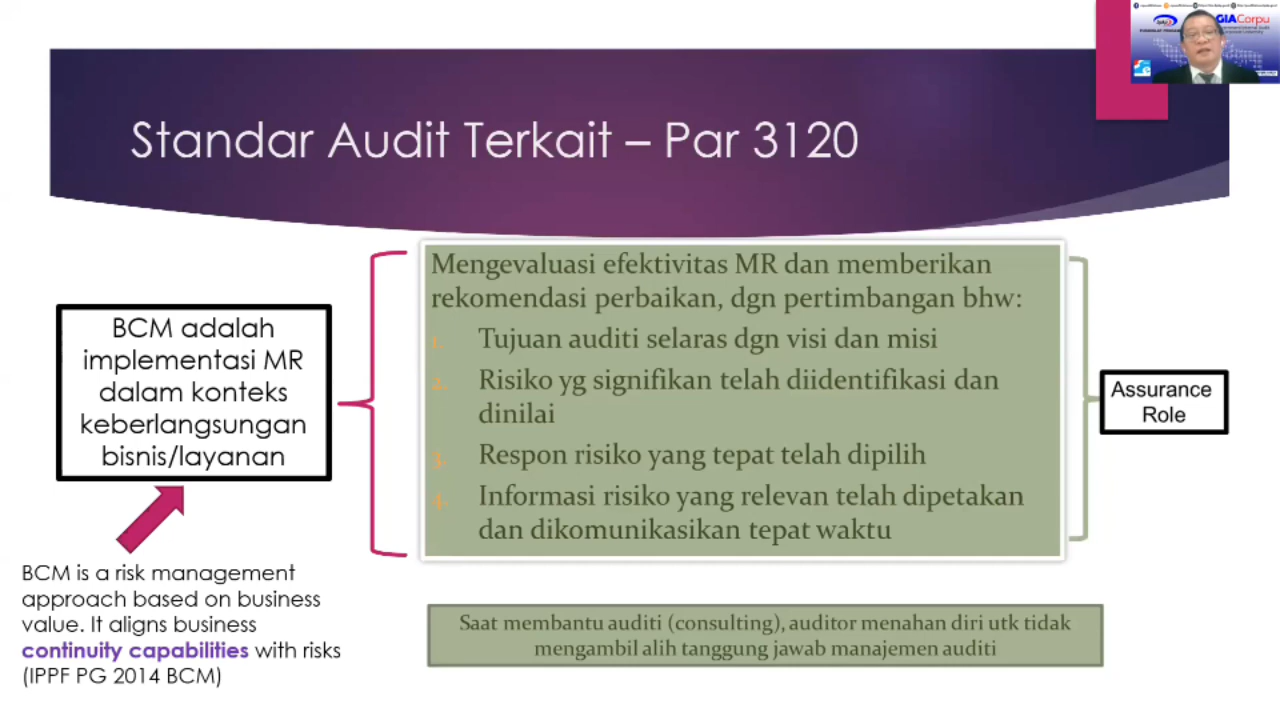 GIACorpu
Standar Audit Terkait – Par 3120
BCM adalah
implementasi MR
dalam konteks
keberlangsungan
bisnis/layanan
BCM is a risk management
approach based on business
value. It aligns business
continuity capabilities with risks
(IPPF PG 2014 BCM)
Mengevaluasi efektivitas MR dan memberikan
rekomendasi perbaikan, dgn pertimbangan bhw:
1. Tujuan auditi selaras dgn visi dan misi
2. Risiko yg signifikan telah diidentifikasi dan
dinilai
3. Respon risiko yang tepat telah dipilih
4. Informasi risiko yang relevan telah dipetakan
dan dikomunikasikan tepat waktu
Assurance
Role
Saat membantu auditi (consulting), auditor menahan diri utk tidak
mengambil alih tanggung jawab manajemen auditi